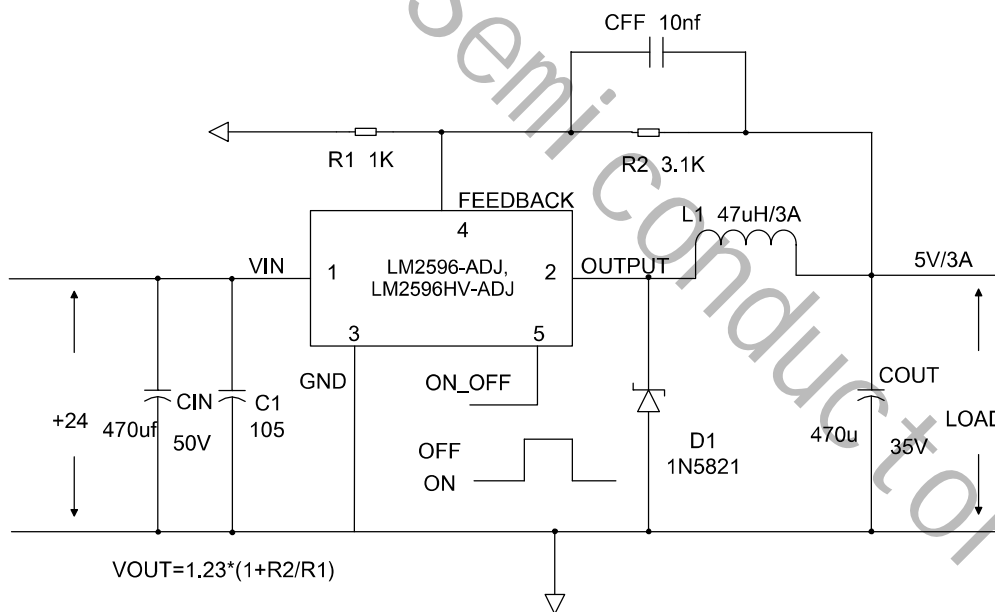 CFF 10nf
R1 1K
R2 3.1K
FEEDBACK
4
L1 47uH/3A
VIN
1
LM2596-ADJ,
LM2596HV-ADJ
2
OUTPUT
5V/3A
3
5
GND
ON_OFF
+24
470uf
CIN
50V
C1
105
OFF
ON
D1
1N5821
COUT
470u
35V
LOAD
VOUT=1.23*(1+R2/R1)
semi conductor